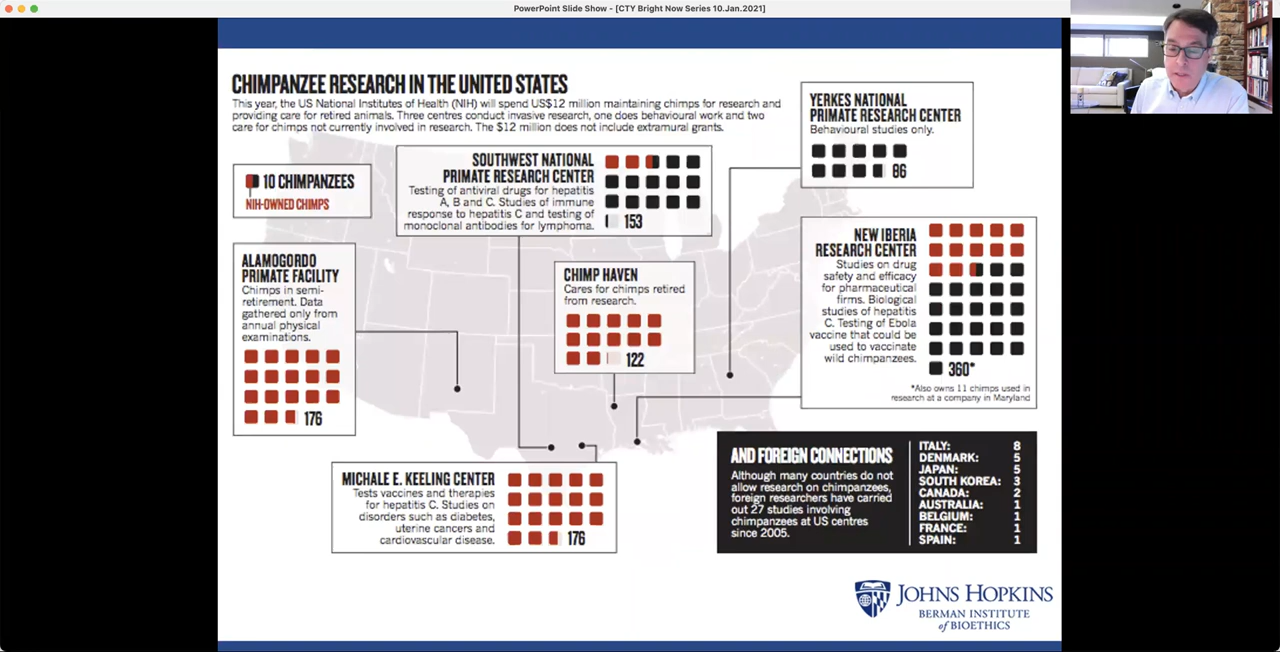 PowerPoint Slide Show - [CTY Bright Now Series 10.Jan.2021]
CHIMPANZEE RESEARCH IN THE UNITED STATES
This year, the US National Institutes of Health (NIH) will spend US$12 million maintaining chimps for research and
providing care for retired animals. Three centres conduct invasive research, one does behavioural work and two
care for chimps not currently involved in research. The $12 million does not include extramural grants.
10 CHIMPANZEES
NIH-OWNED CHIMPS
SOUTHWEST NATIONAL
PRIMATE RESEARCH CENTER
Testing of antiviral drugs for hepatitis
A, B and C. Studies of immune
response to hepatitis C and testing of
monoclonal antibodies for lymphoma.
153
YERKES NATIONAL
PRIMATE RESEARCH CENTER
Behavioural studies only.
86
ALAMOGORDO
PRIMATE FACILITY
Chimps in semi-
retirement. Data
gathered only from
annual physical
examinations.
176
CHIMP HAVEN
Cares for chimps retired
from research.
122
NEW IBERIA
RESEARCH CENTER
Studies on drug
safety and efficacy
for pharmaceutical
firms. Biological
studies of hepatitis
C. Testing of Ebola
vaccine that could be
used to vaccinate
wild chimpanzees.
360*
*Also owns 11 chimps used in
research at a company in Maryland
MICHALE E. KEELING CENTER
Tests vaccines and therapies
for hepatitis C. Studies on
disorders such as diabetes,
uterine cancers and
cardiovascular disease.
176
AND FOREIGN CONNECTIONS
Although many countries do not
allow research on chimpanzees,
foreign researchers have carried
out 27 studies involving
chimpanzees at US centres
since 2005.
ITALY: 8
DENMARK: 5
JAPAN: 5
SOUTH KOREA: 3
CANADA: 2
AUSTRALIA: 1
BELGIUM: 1
FRANCE: 1
SPAIN: 1
JOHNS HOPKINS
BERMAN INSTITUTE
of BIOETHICS